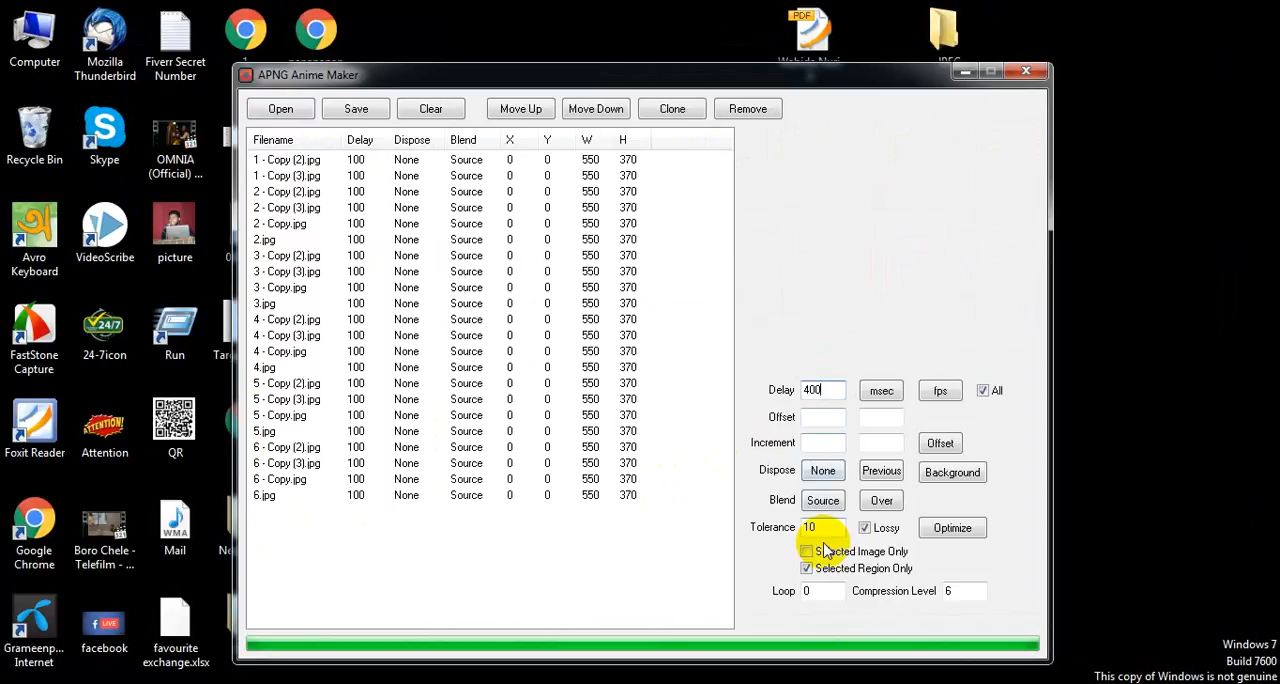 Computer
Mozilla
Thunderbird
Fiverr Secret
Number
PDF
APNG Anime Maker
Open
Save
Clear
Move Up
Move Down
Clone
Remove
Filename Delay Dispose Blend X Y W H
1 - Copy (2).jpg 100 None Source 0 0 550 370
1 - Copy (3).jpg 100 None Source 0 0 550 370
2 - Copy (2).jpg 100 None Source 0 0 550 370
2 - Copy (3).jpg 100 None Source 0 0 550 370
2 - Copy.jpg 100 None Source 0 0 550 370
2.jpg 100 None Source 0 0 550 370
3 - Copy (2).jpg 100 None Source 0 0 550 370
3 - Copy (3).jpg 100 None Source 0 0 550 370
3 - Copy.jpg 100 None Source 0 0 550 370
3.jpg 100 None Source 0 0 550 370
4 - Copy (2).jpg 100 None Source 0 0 550 370
4 - Copy (3).jpg 100 None Source 0 0 550 370
4 - Copy.jpg 100 None Source 0 0 550 370
4.jpg 100 None Source 0 0 550 370
5 - Copy (2).jpg 100 None Source 0 0 550 370
5 - Copy (3).jpg 100 None Source 0 0 550 370
5 - Copy.jpg 100 None Source 0 0 550 370
5.jpg 100 None Source 0 0 550 370
6 - Copy (2).jpg 100 None Source 0 0 550 370
6 - Copy (3).jpg 100 None Source 0 0 550 370
6 - Copy.jpg 100 None Source 0 0 550 370
6.jpg 100 None Source 0 0 550 370
Delay 400 msec fps All
Offset
Increment Offset
Dispose None Previous Background
Blend Source Over
Tolerance 10 Lossy Optimize
Image Only
Selected Region Only
Loop 0 Compression Level 6
Recycle Bin
Skype
OMNIA
(Official) ...
অ
Avro
Keyboard
VideoScribe
picture
FastStone
Capture
24/7
24-7icon
Run
Foxit Reader
ATTENTION!
Attention
QR
Google
Chrome
Boro Chele -
Telefilm - ...
WMA
Mail
Grameenp...
Internet
LIVE
facebook
favourite
exchange.xlsx
Windows 7
Build 7600
This copy of Windows is not genuine